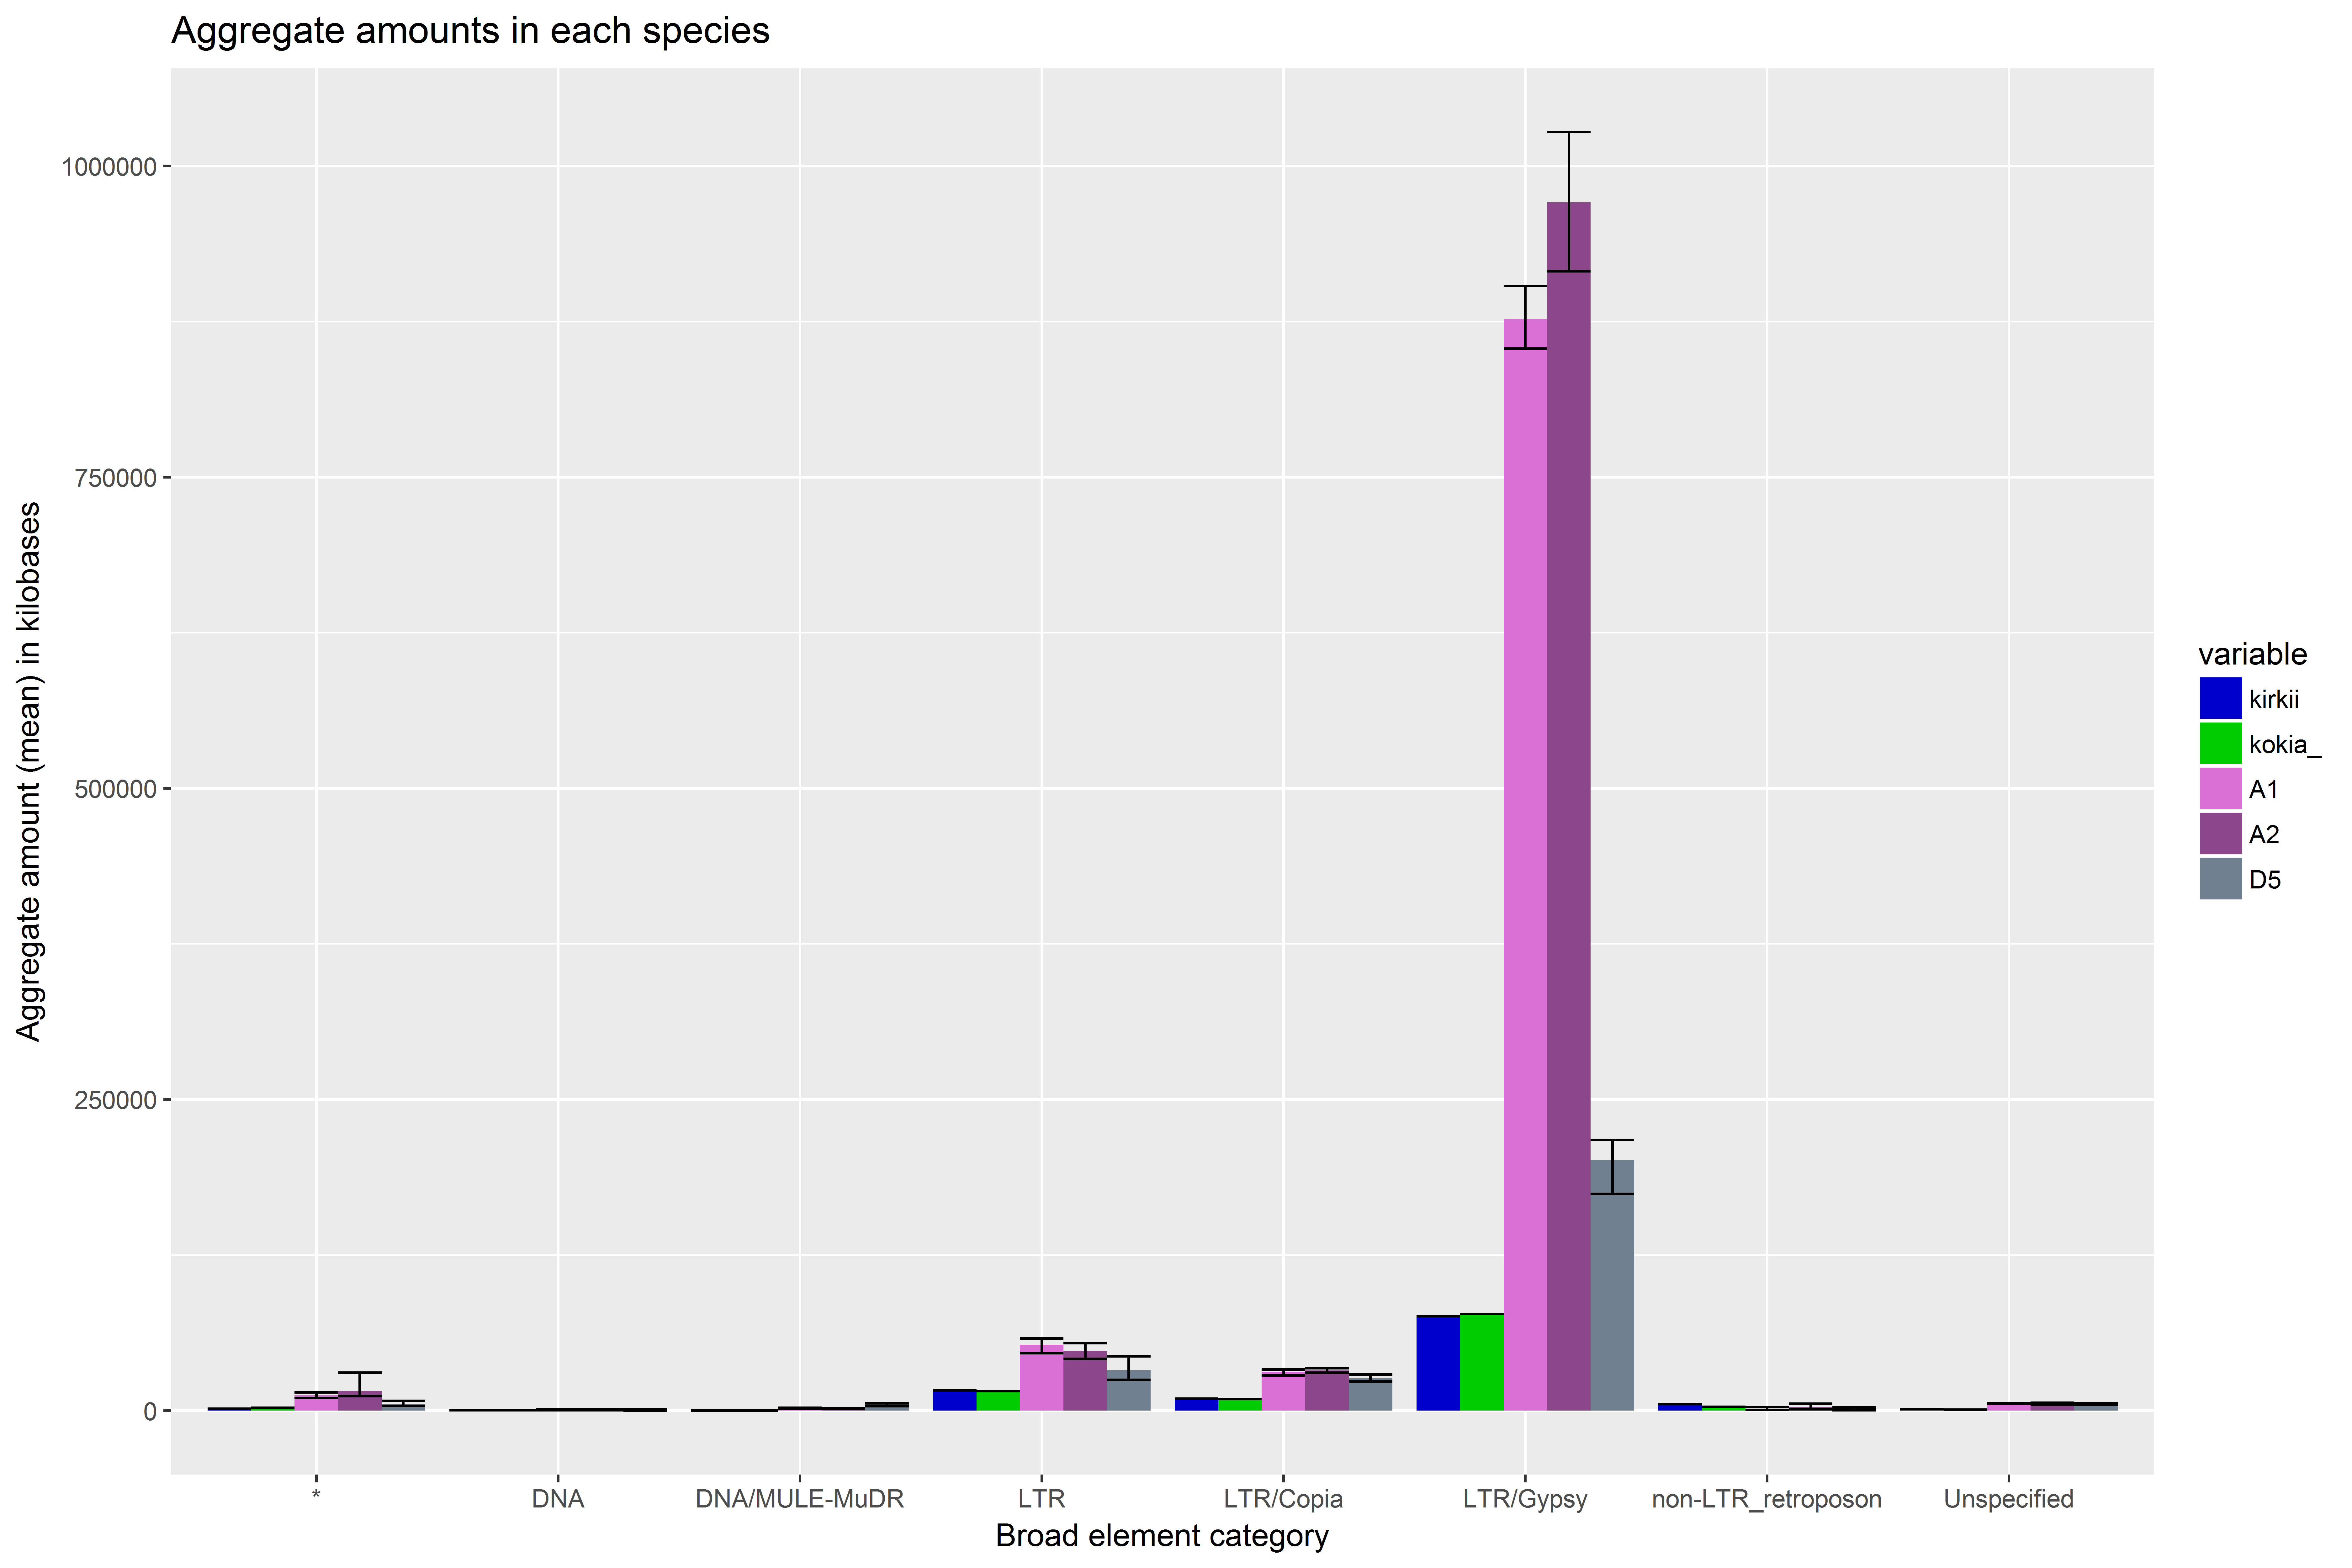 Aggregate amounts in each species
Aggregate amount (mean) in kilobases
1000000
750000
500000
250000
0
*
DNA
DNA/MULE-MuDR
LTR
LTR/Copia
LTR/Gypsy
non-LTR_retroposon
Unspecified
Broad element category
variable
kirkii
kokia_
A1
A2
D5